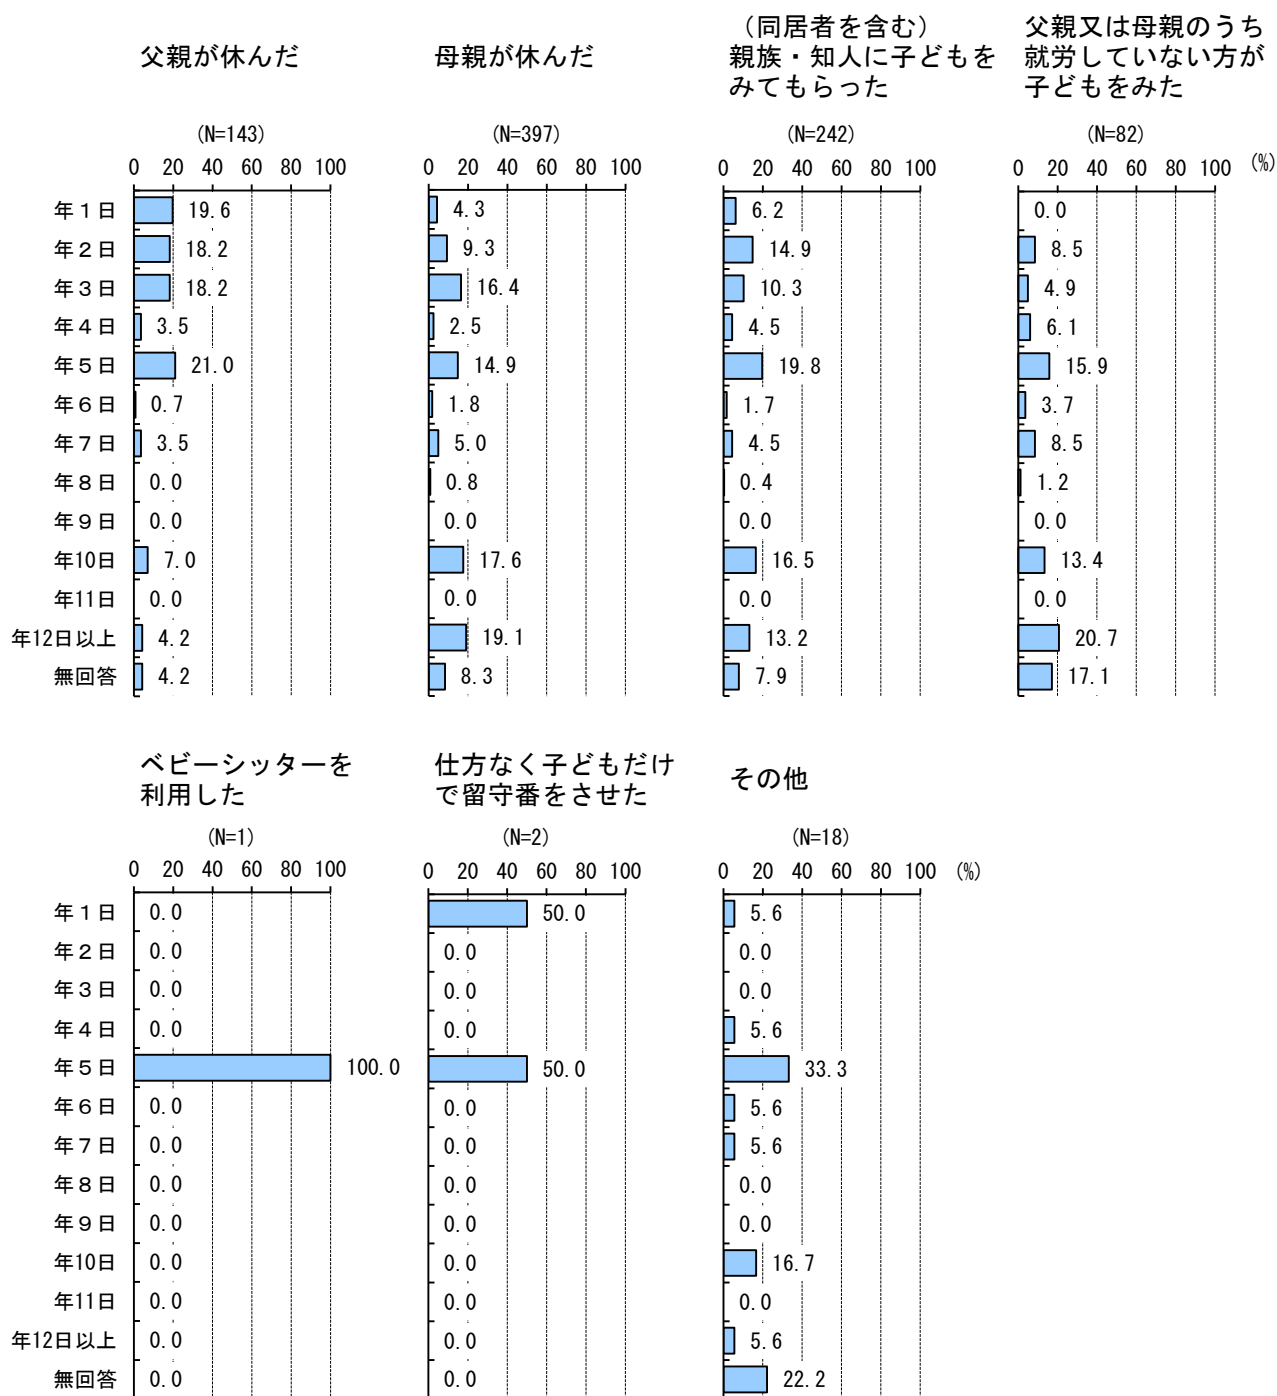 父親が休んだ
母親が休んだ
（同居者を含む）
親族・知人に子どもを
みてもらった
父親又は母親のうち
就労していない方が
子どもをみた
(N=143) (N=397) (N=242) (N=82)
0 20 40 60 80 100 0 20 40 60 80 100 0 20 40 60 80 100 0 20 40 60 80 100 (%)
年１日 19.6 4.3 6.2 0.0
年２日 18.2 9.3 14.9 8.5
年３日 18.2 16.4 10.3 4.9
年４日 3.5 2.5 4.5 6.1
年５日 21.0 14.9 19.8 15.9
年６日 0.7 1.8 1.7 3.7
年７日 3.5 5.0 4.5 8.5
年８日 0.0 0.8 0.4 1.2
年９日 0.0 0.0 0.0 0.0
年10日 7.0 17.6 16.5 13.4
年11日 0.0 0.0 0.0 0.0
年12日以上 4.2 19.1 13.2 20.7
無回答 4.2 8.3 7.9 17.1
ベビーシッターを
利用した
仕方なく子どもだけ
で留守番をさせた
その他
(N=1) (N=2) (N=18)
0 20 40 60 80 100 0 20 40 60 80 100 0 20 40 60 80 100 (%)
年１日 0.0 50.0 5.6
年２日 0.0 0.0 0.0
年３日 0.0 0.0 0.0
年４日 0.0 0.0 5.6
年５日 100.0 50.0 33.3
年６日 0.0 0.0 5.6
年７日 0.0 0.0 5.6
年８日 0.0 0.0 0.0
年９日 0.0 0.0 0.0
年10日 0.0 0.0 16.7
年11日 0.0 0.0 0.0
年12日以上 0.0 0.0 5.6
無回答 0.0 0.0 22.2